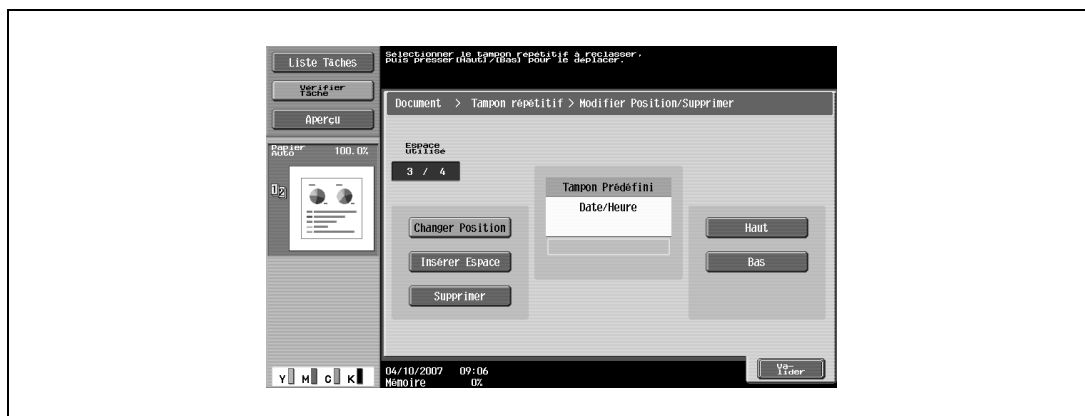 Sélectionner le tampon répétitif à reclasser,
puis presser [Haut]/[Bas] pour le déplacer.
Liste Tâches
Vérifier
Tâche
Aperçu
Document > Tampon répétitif > Modifier Position/Supprimer
Papier
Auto
100.0%
Espace
utilisé
3 / 4
Tampon Prédéfini
Date/Heure
Changer Position
Insérer Espace
Supprimer
Haut
Bas
Y M C K
04/10/2007 09:06
Mémoire 0%
Va-
lider